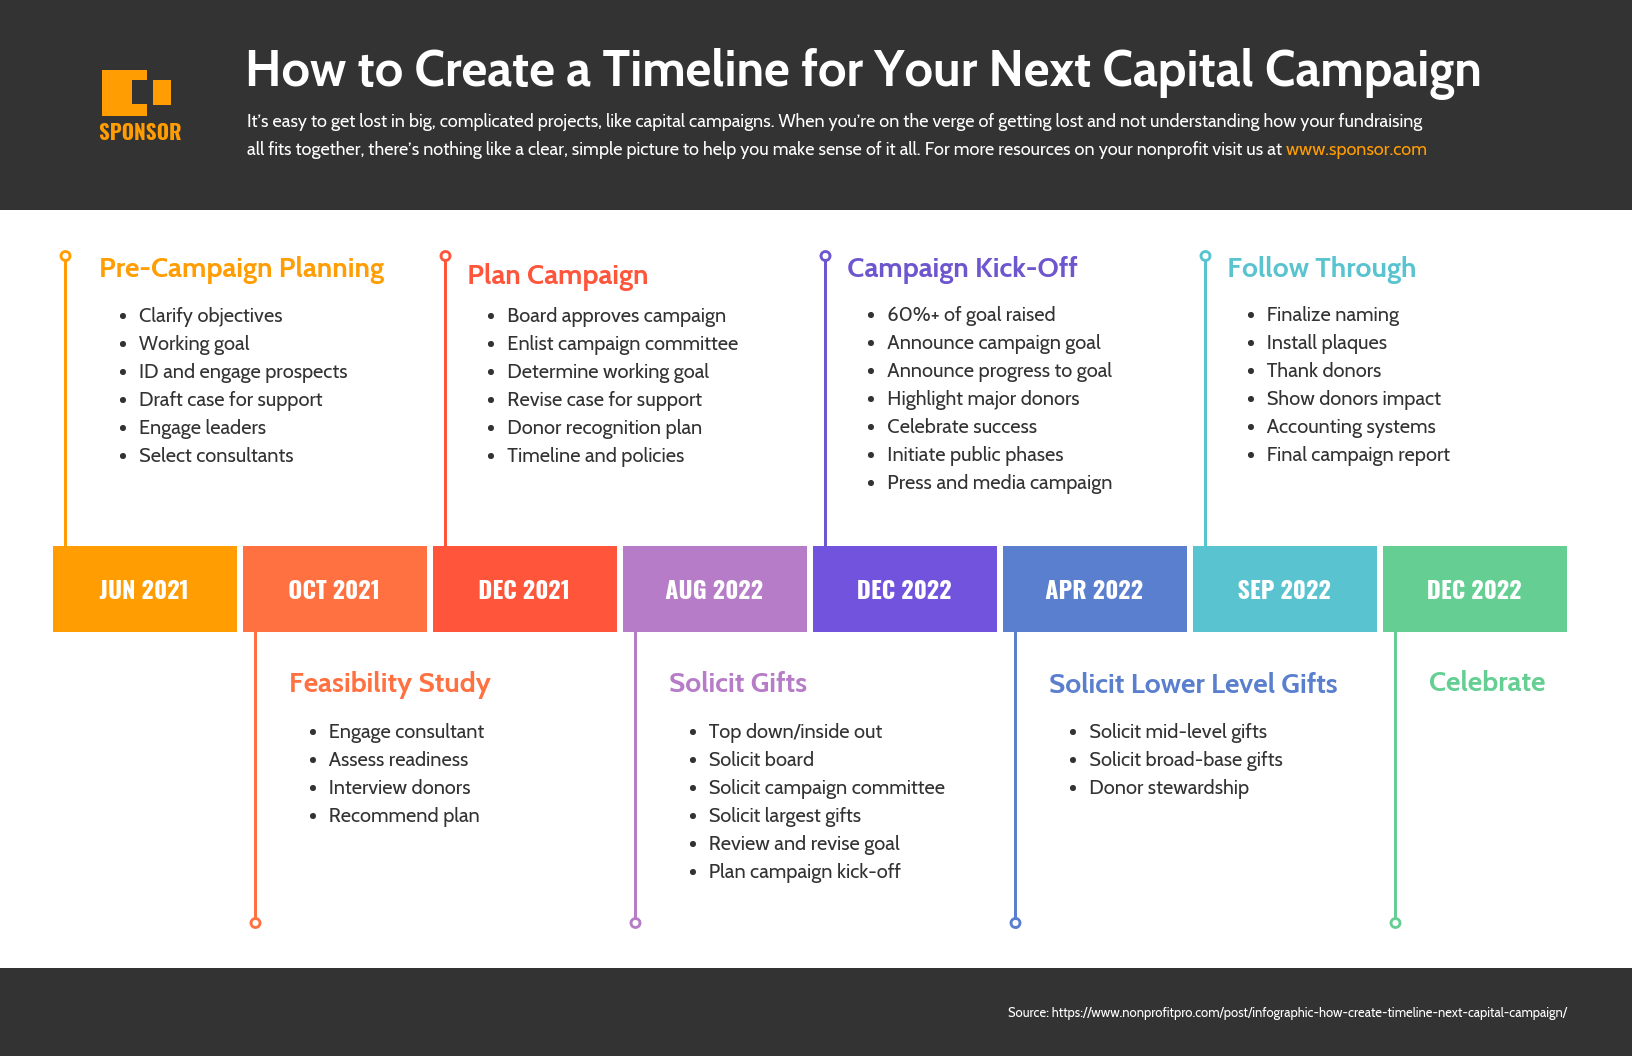 SPONSOR
How to Create a Timeline for Your Next Capital Campaign
It's easy to get lost in big, complicated projects, like capital campaigns. When you're on the verge of getting lost and not understanding how your fundraising
all fits together, there's nothing like a clear, simple picture to help you make sense of it all. For more resources on your nonprofit visit us at www.sponsor.com
Pre-Campaign Planning
• Clarify objectives
• Working goal
• ID and engage prospects
• Draft case for support
• Engage leaders
• Select consultants
Plan Campaign
• Board approves campaign
• Enlist campaign committee
• Determine working goal
• Revise case for support
• Donor recognition plan
• Timeline and policies
Campaign Kick-Off
• 60%+ of goal raised
• Announce campaign goal
• Announce progress to goal
• Highlight major donors
• Celebrate success
• Initiate public phases
• Press and media campaign
Follow Through
• Finalize naming
• Install plaques
• Thank donors
• Show donors impact
• Accounting systems
• Final campaign report
JUN 2021
OCT 2021
DEC 2021
AUG 2022
DEC 2022
APR 2022
SEP 2022
DEC 2022
Feasibility Study
• Engage consultant
• Assess readiness
• Interview donors
• Recommend plan
Solicit Gifts
• Top down/inside out
• Solicit board
• Solicit campaign committee
• Solicit largest gifts
• Review and revise goal
• Plan campaign kick-off
Solicit Lower Level Gifts
• Solicit mid-level gifts
• Solicit broad-base gifts
• Donor stewardship
Celebrate
Source: https://www.nonprofitpro.com/post/infographic-how-create-timeline-next-capital-campaign/